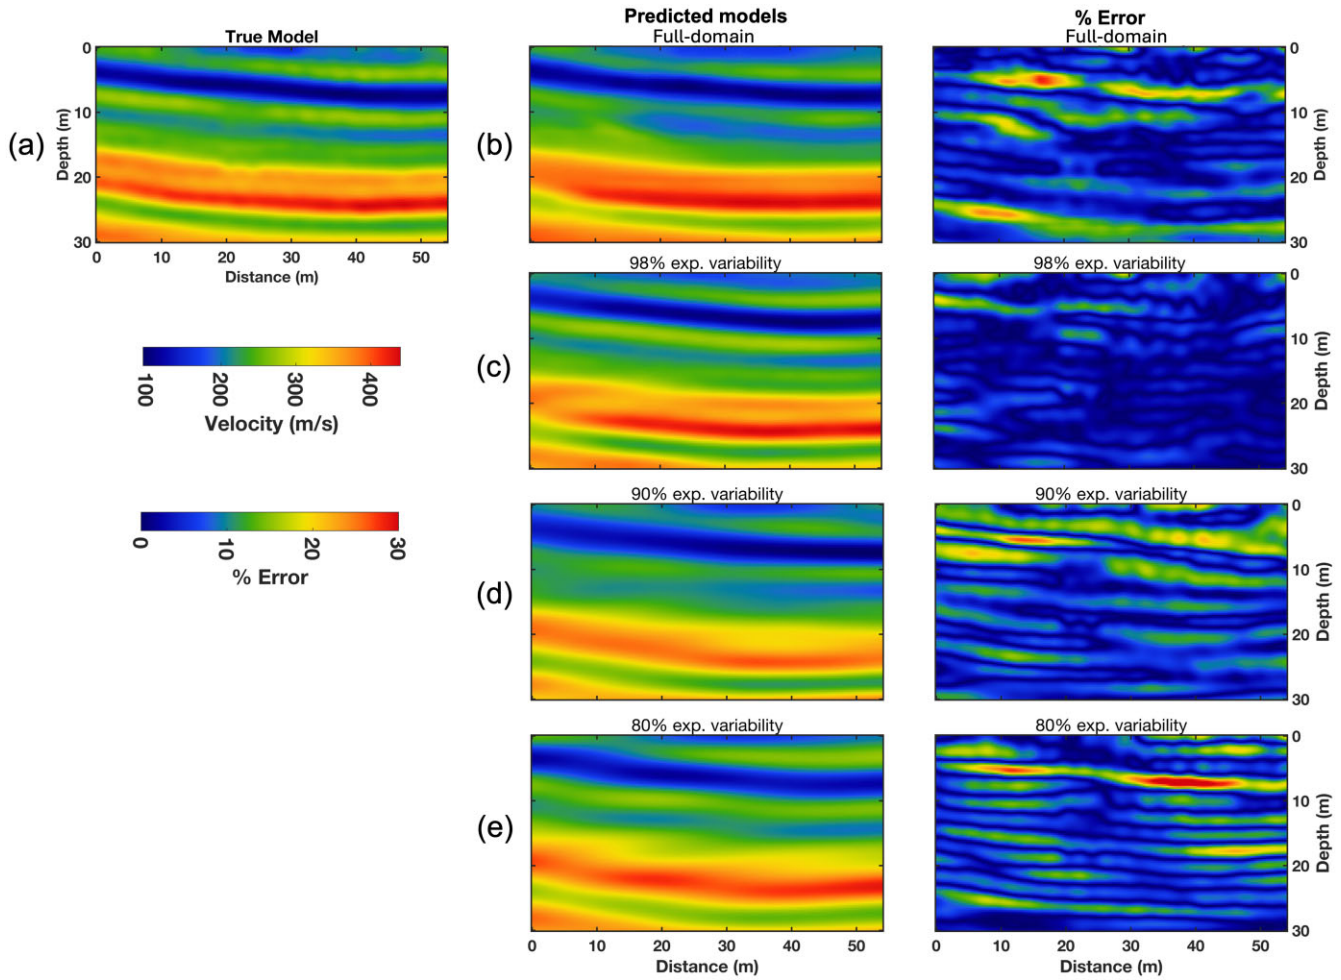 Predicted models
% Error
True Model
Full-domain
Full-domain
(a)
Depth (m)
0
10
20
30
0 10 20 30 40 50
Distance (m)
(b)
0
10
20
30
Depth (m)
98% exp. variability
98% exp. variability
100 200 300 400
Velocity (m/s)
(c)
0
10
20
30
Depth (m)
90% exp. variability
90% exp. variability
0 10 20 30
% Error
(d)
0
10
20
30
Depth (m)
80% exp. variability
80% exp. variability
(e)
0
10
20
30
Depth (m)
0 10 20 30 40 50
Distance (m)
0 10 20 30 40 50
Distance (m)